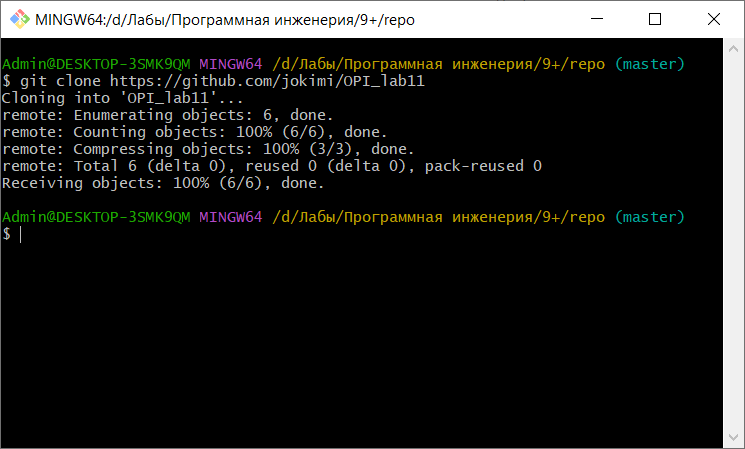 MINGW64:/d/Лабы/Программная инженерия/9+/repo
Admin@DESKTOP-3SMK9QM MINGW64 /d/Лабы/Программная инженерия/9+/repo (master)
$ git clone https://github.com/jokimi/OPI_lab11
Cloning into 'OPI_lab11'...
remote: Enumerating objects: 6, done.
remote: Counting objects: 100% (6/6), done.
remote: Compressing objects: 100% (3/3), done.
remote: Total 6 (delta 0), reused 0 (delta 0), pack-reused 0
Receiving objects: 100% (6/6), done.
Admin@DESKTOP-3SMK9QM MINGW64 /d/Лабы/Программная инженерия/9+/repo (master)
$